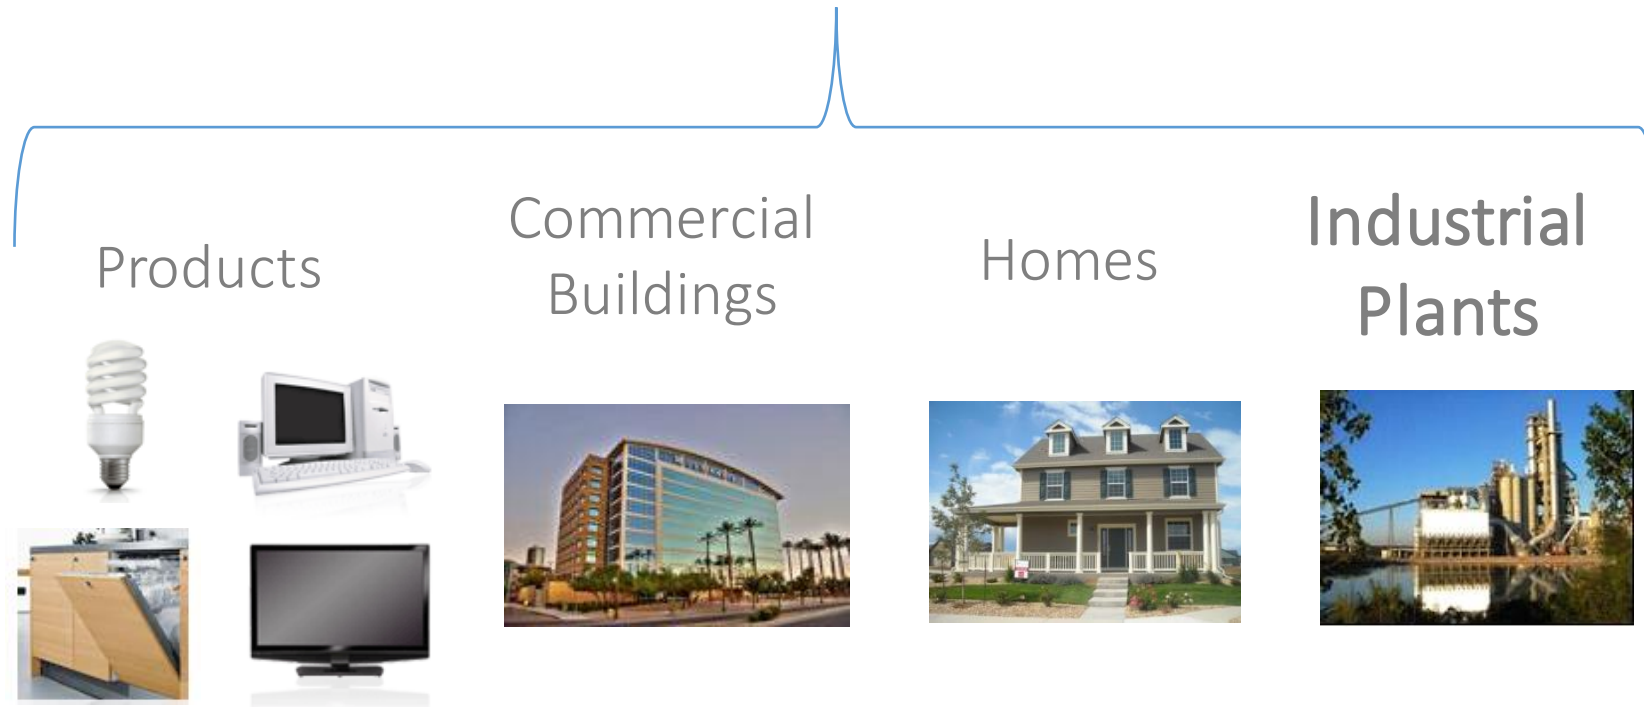 Products
Commercial
Buildings
Homes
Industrial
Plants